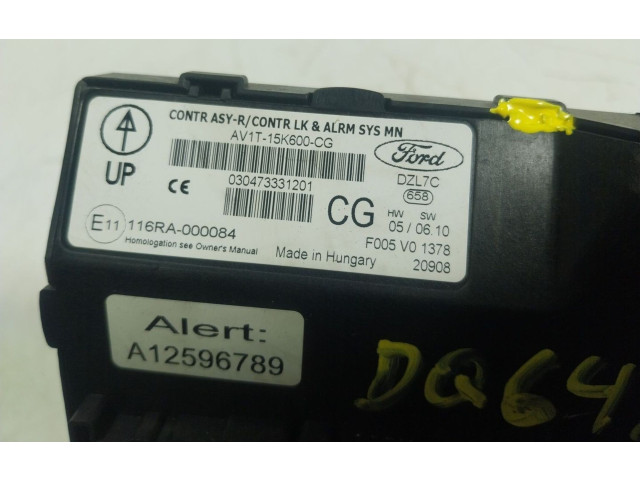 CONTR ASY-R/CONTR LK & ALRM SYS MN
AV1T-15K600-CG
Ford
UP
030473331201
DZL7C
658
CG
HW SW
05 / 06.10
E11 116RA-000084
F005 V0 1378
Homologation see Owner's Manual
Made in Hungary
20908
Alert:
A12596789
DQ64